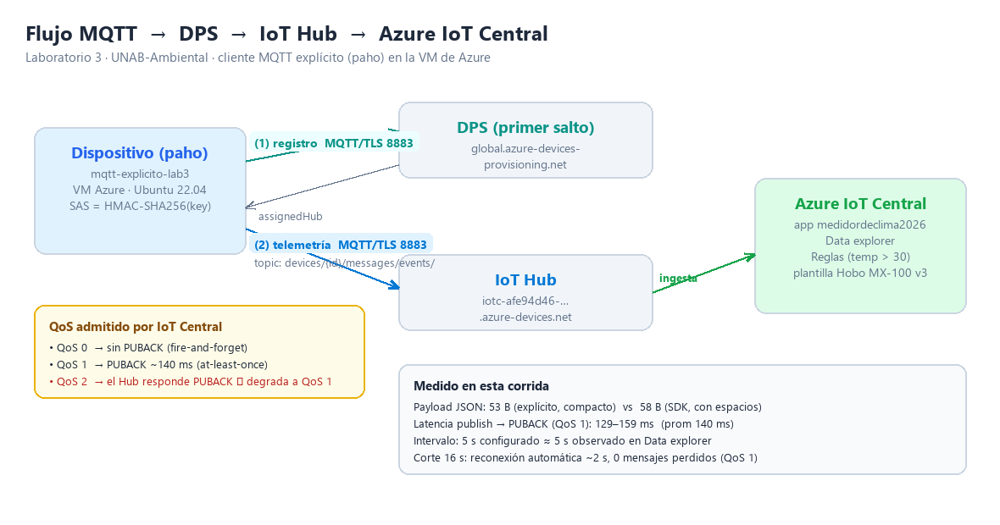 Flujo MQTT → DPS → IoT Hub → Azure IoT Central
Laboratorio 3 · UNAB-Ambiental · cliente MQTT explícito (paho) en la VM de Azure
Dispositivo (paho)
mqtt-explicito-lab3
VM Azure · Ubuntu 22.04
SAS = HMAC-SHA256(key)
(1) registro MQTT/TLS 8883
DPS (primer salto)
global.azure-devices-
provisioning.net
assignedHub
(2) telemetría MQTT/TLS 8883
topic: devices/{id}/messages/events/
IoT Hub
iotc-afe94d46-...
.azure-devices.net
ingesta
Azure IoT Central
app medidordeclima2026
Data explorer
Reglas (temp > 30)
plantilla Hobo MX-100 v3
QoS admitido por IoT Central
• QoS 0 → sin PUBACK (fire-and-forget)
• QoS 1 → PUBACK ~140 ms (at-least-once)
• QoS 2 → el Hub responde PUBACK ▯ degrada a QoS 1
Medido en esta corrida
Payload JSON: 53 B (explícito, compacto) vs 58 B (SDK, con espacios)
Latencia publish → PUBACK (QoS 1): 129–159 ms (prom 140 ms)
Intervalo: 5 s configurado ≈ 5 s observado en Data explorer
Corte 16 s: reconexión automática ~2 s, 0 mensajes perdidos (QoS 1)